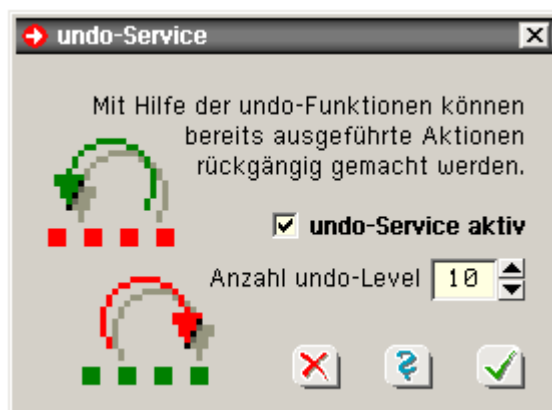 undo-Service
Mit Hilfe der undo-Funktionen können
bereits ausgeführte Aktionen
rückgängig gemacht werden.
undo-Service aktiv
Anzahl undo-Level 10